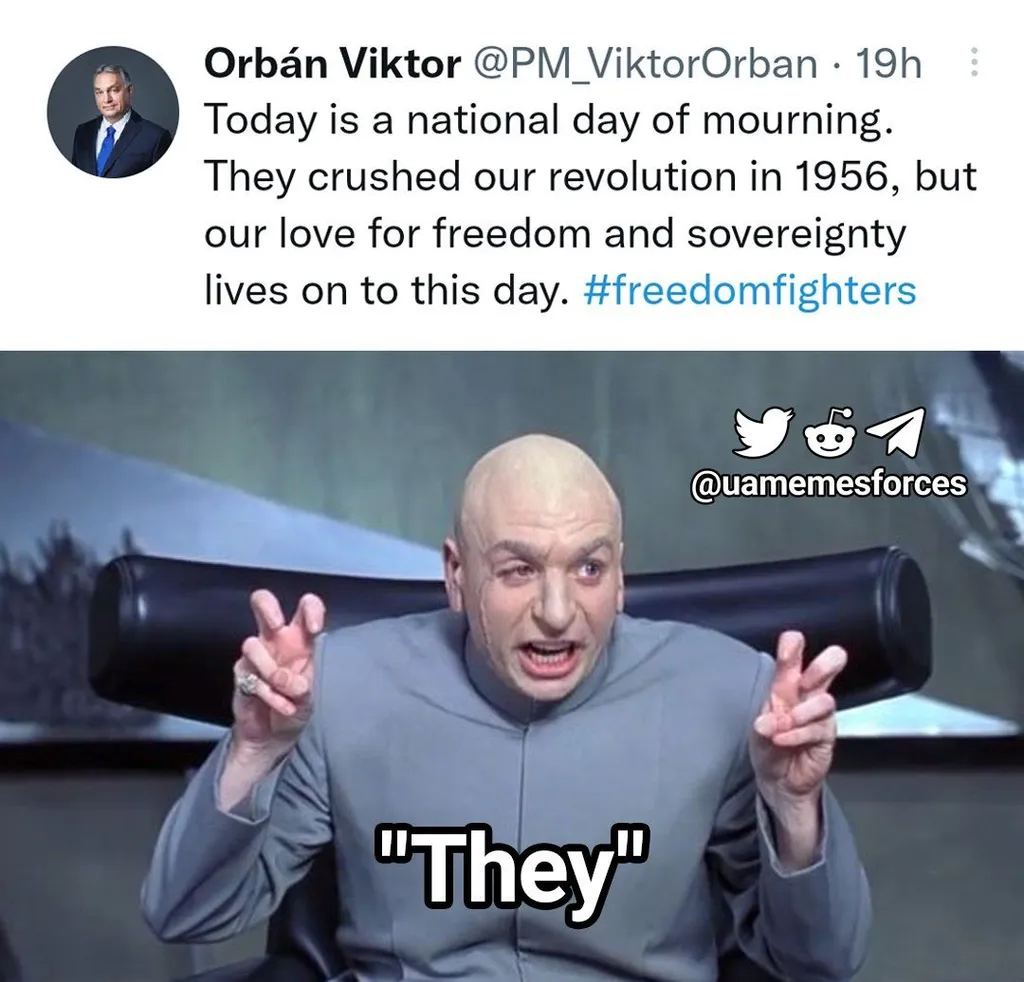 Orbán Viktor @PM_ViktorOrban · 19h
Today is a national day of mourning.
They crushed our revolution in 1956, but
our love for freedom and sovereignty
lives on to this day. #freedomfighters
@uamemesforces
"They"